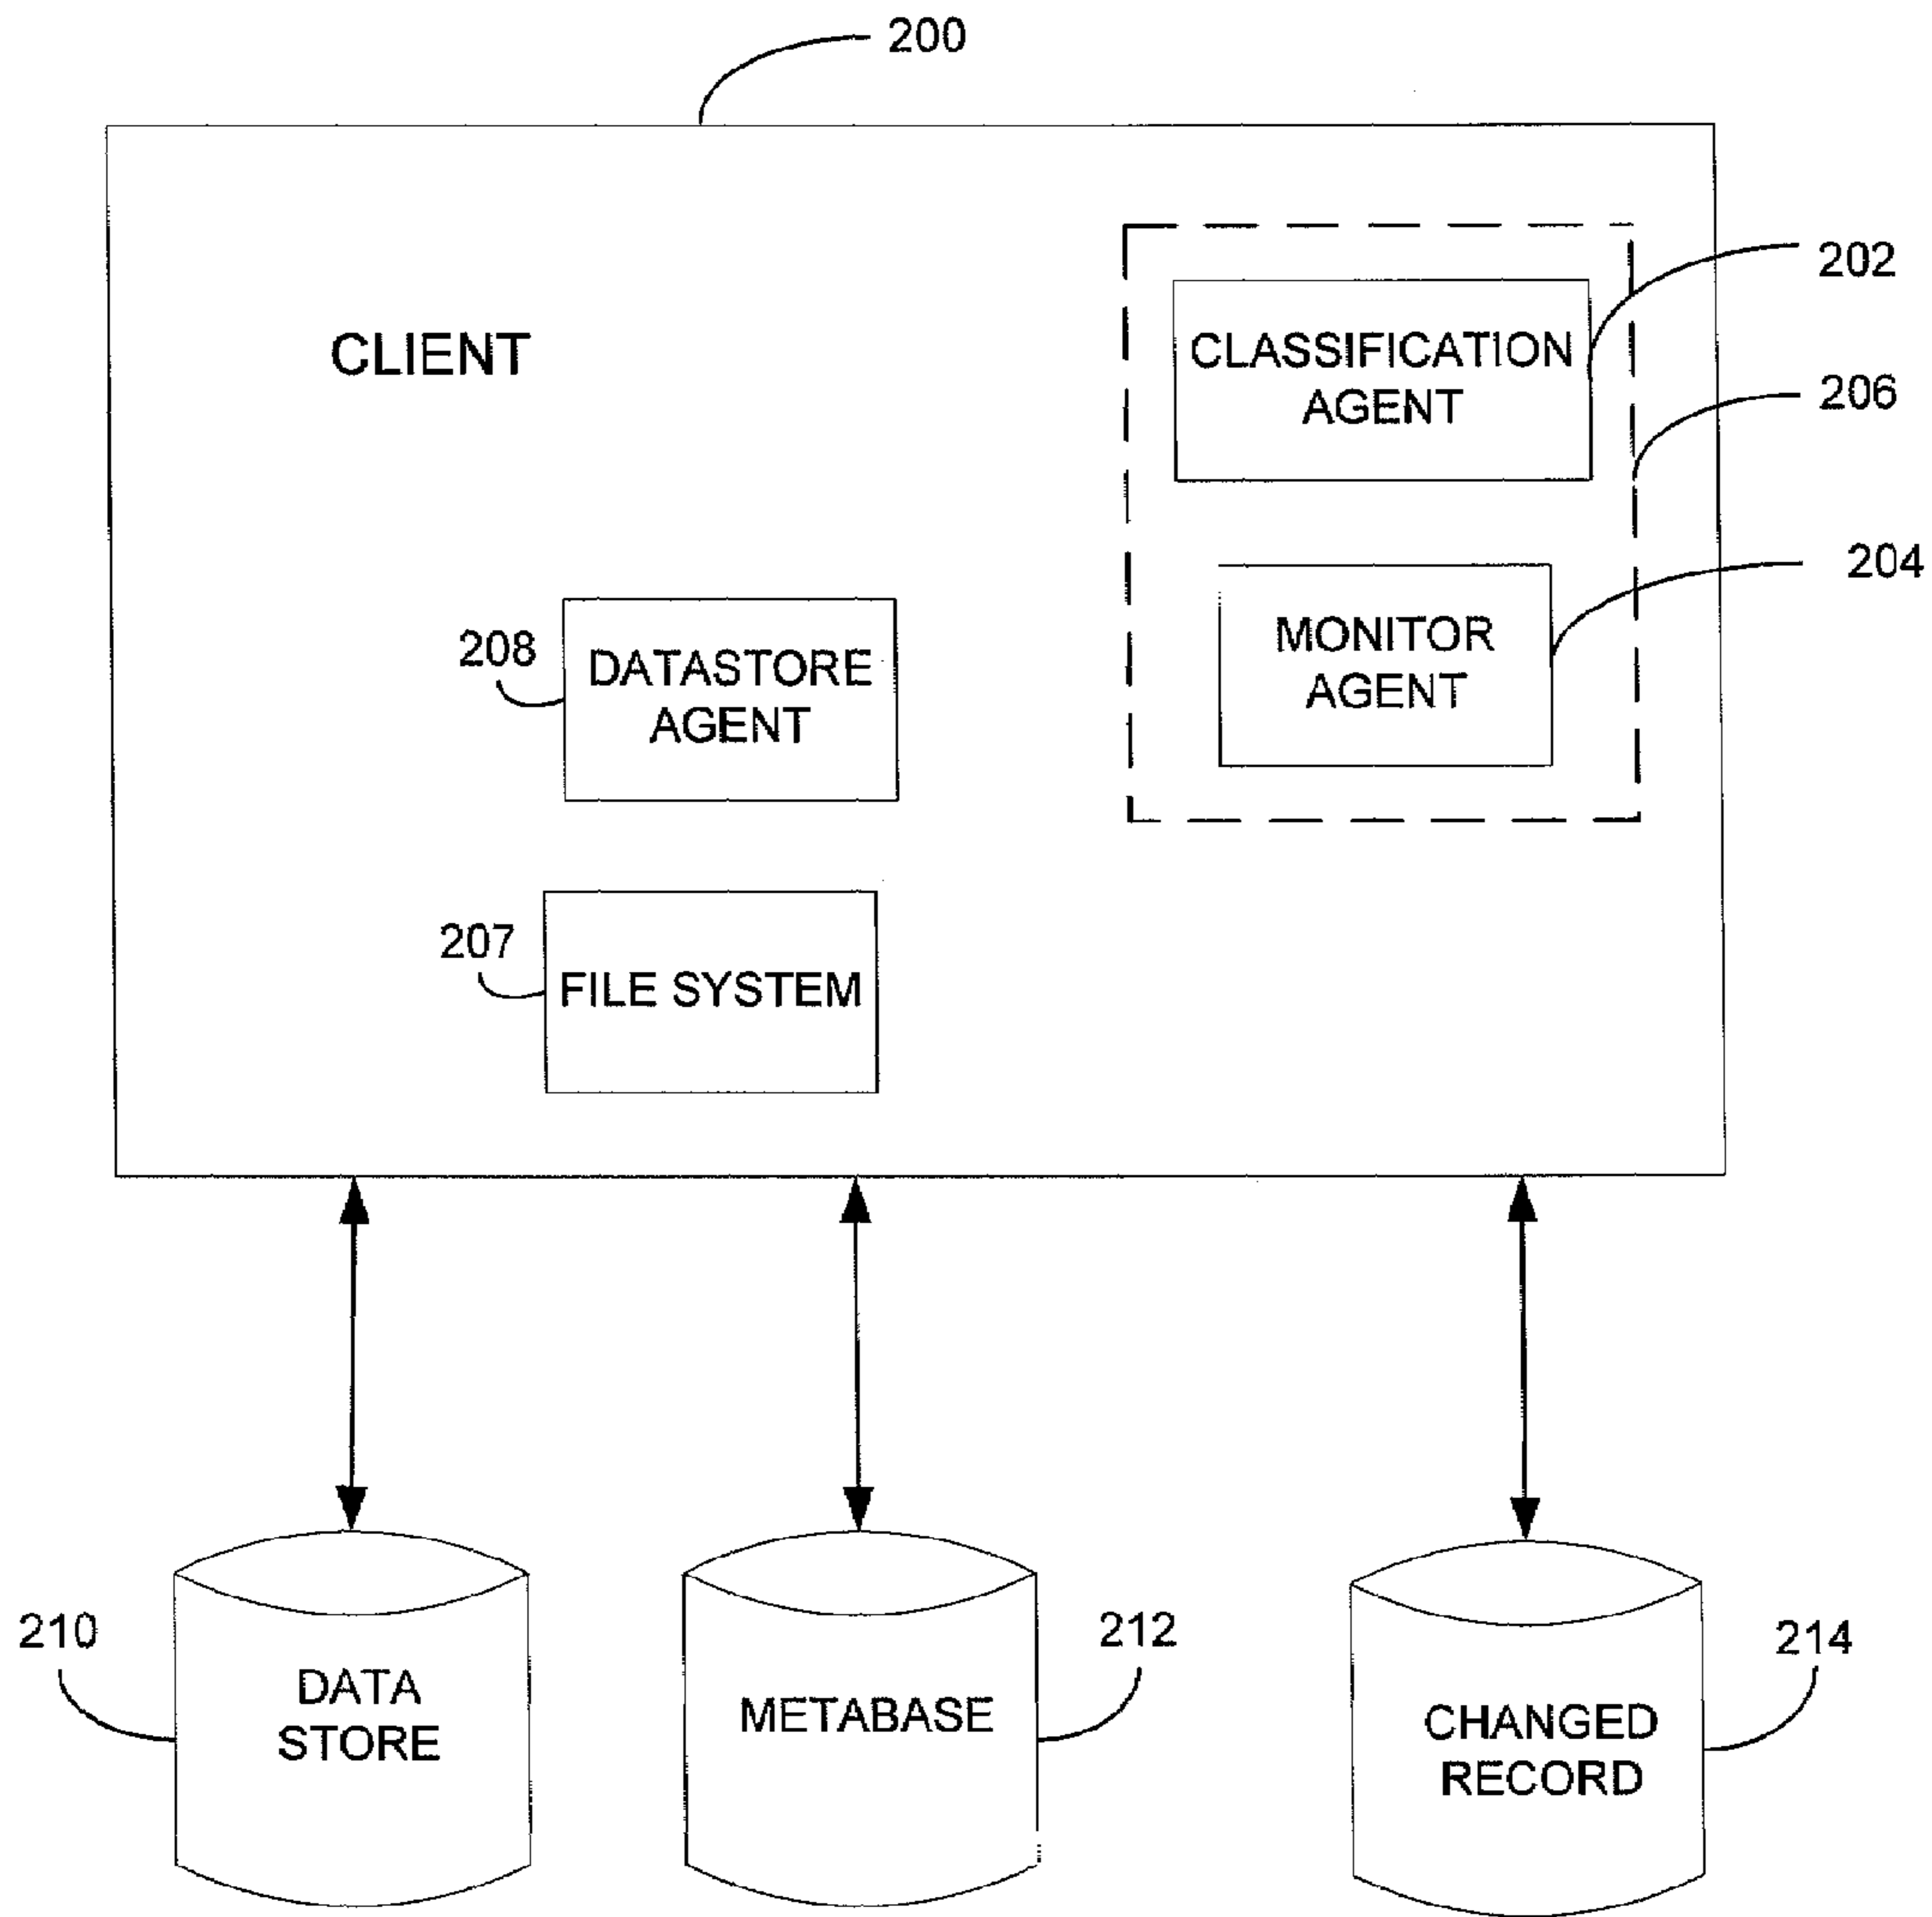 200
CLIENT
CLASSIFICATION
AGENT
202
206
MONITOR
AGENT
204
208
DATASTORE
AGENT
207
FILE SYSTEM
210
DATA
STORE
METABASE
212
CHANGED
RECORD
214